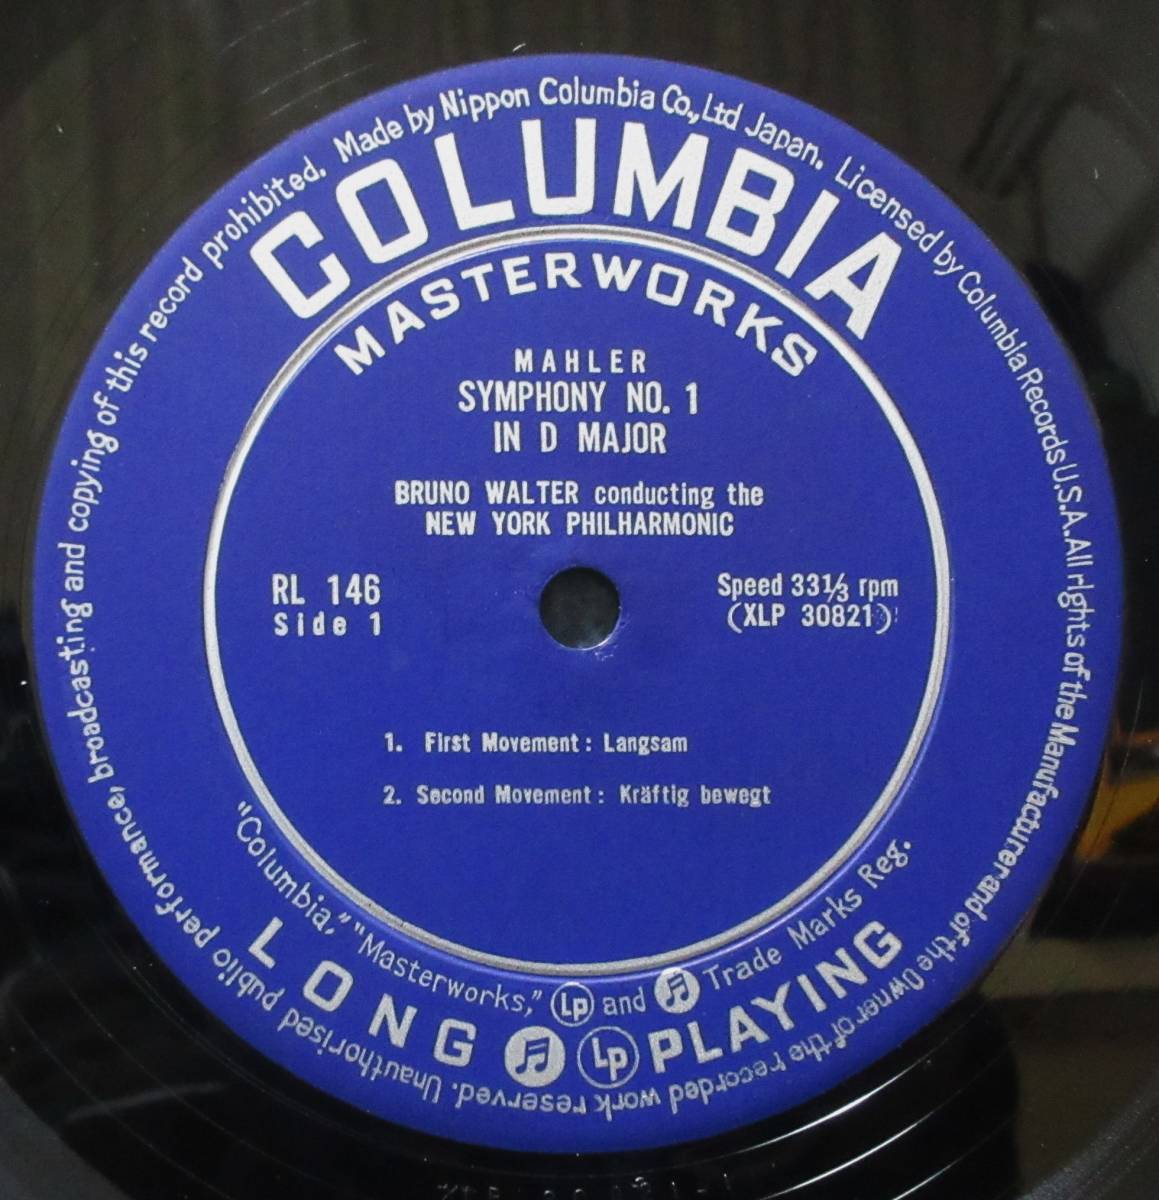 Made by Nippon Columbia Co., Ltd Japan. Licensed by Columbia Records U.S.A. All rights of the Manufacturer and of the Owner of the recorded work reserved. Unauthorised public performance, broadcasting and copying of this record prohibited.
COLUMBIA
MASTERWORKS
MAHLER
SYMPHONY NO. 1
IN D MAJOR
BRUNO WALTER conducting the
NEW YORK PHILHARMONIC
RL 146
Side 1
Speed 33⅓ rpm
(XLP 30821)
1. First Movement : Langsam
2. Second Movement : Kräftig bewegt
"Columbia," "Masterworks," Lp and Trade Marks Reg.
LONG Lp PLAYING